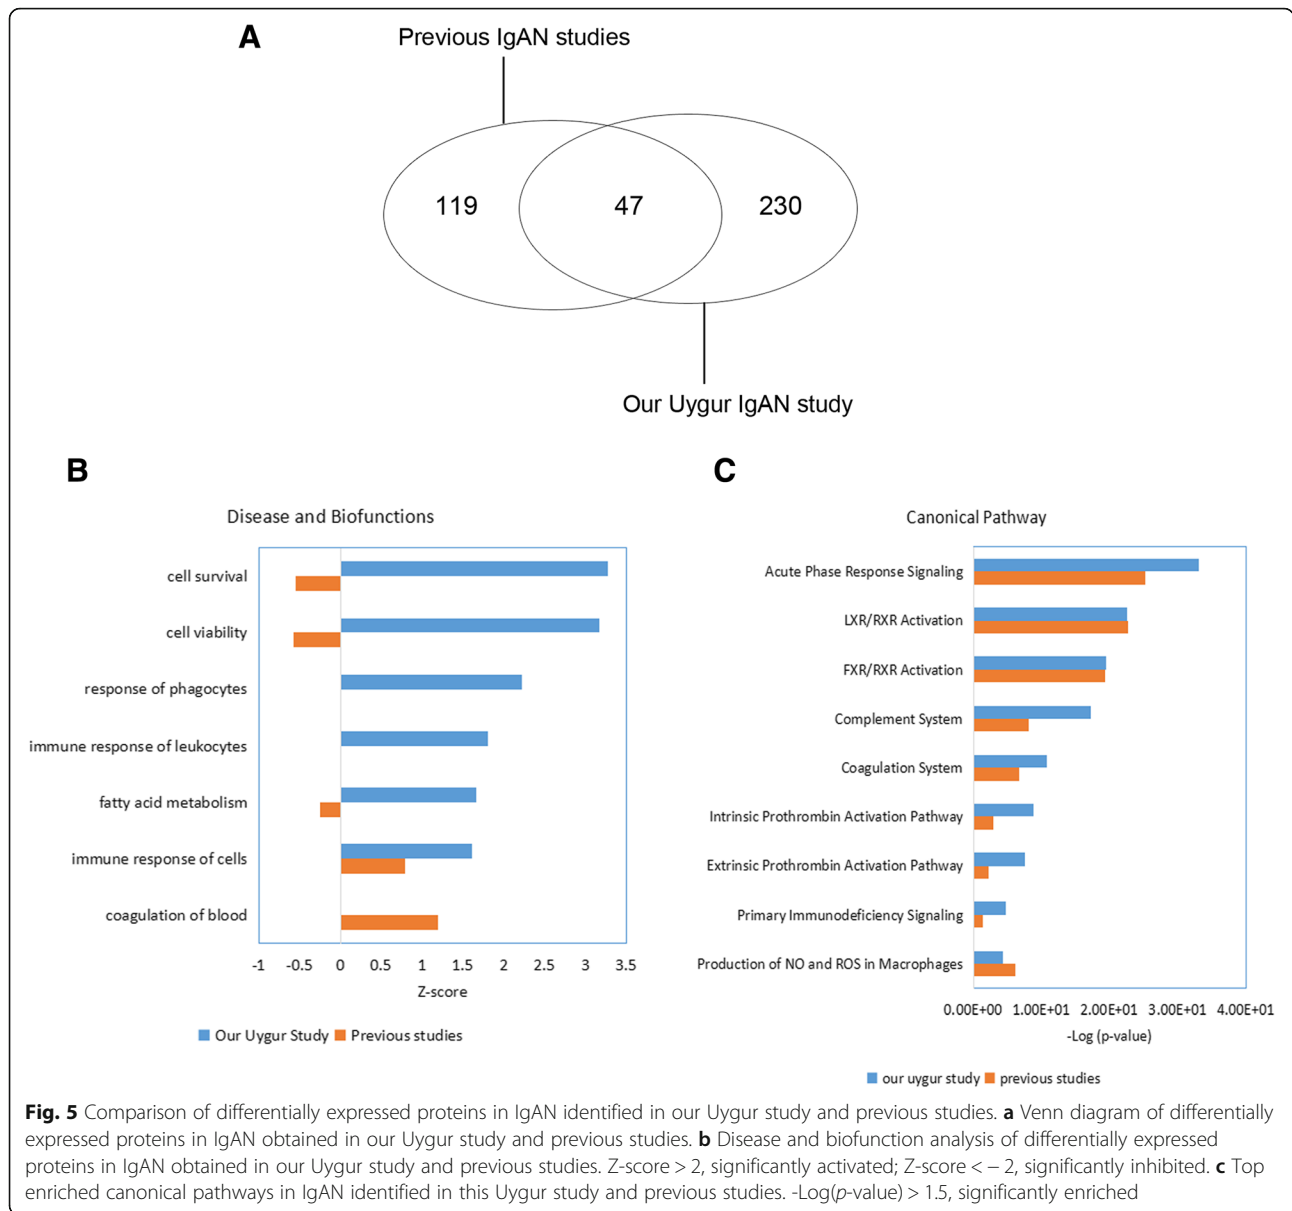 A
Previous IgAN studies
119
47
230
Our Uygur IgAN study
B
Disease and Biofunctions
cell survival
cell viability
response of phagocytes
immune response of leukocytes
fatty acid metabolism
immune response of cells
coagulation of blood
-1 -0.5 0 0.5 1 1.5 2 2.5 3 3.5
Z-score
Our Uygur Study Previous studies
C
Canonical Pathway
Acute Phase Response Signaling
LXR/RXR Activation
FXR/RXR Activation
Complement System
Coagulation System
Intrinsic Prothrombin Activation Pathway
Extrinsic Prothrombin Activation Pathway
Primary Immunodeficiency Signaling
Production of NO and ROS in Macrophages
0.00E+00 1.00E+01 2.00E+01 3.00E+01 4.00E+01
-Log (p-value)
our uygur study previous studies
Fig. 5 Comparison of differentially expressed proteins in IgAN identified in our Uygur study and previous studies. a Venn diagram of differentially
expressed proteins in IgAN obtained in our Uygur study and previous studies. b Disease and biofunction analysis of differentially expressed
proteins in IgAN obtained in our Uygur study and previous studies. Z-score > 2, significantly activated; Z-score < − 2, significantly inhibited. c Top
enriched canonical pathways in IgAN identified in this Uygur study and previous studies. -Log(p-value) > 1.5, significantly enriched